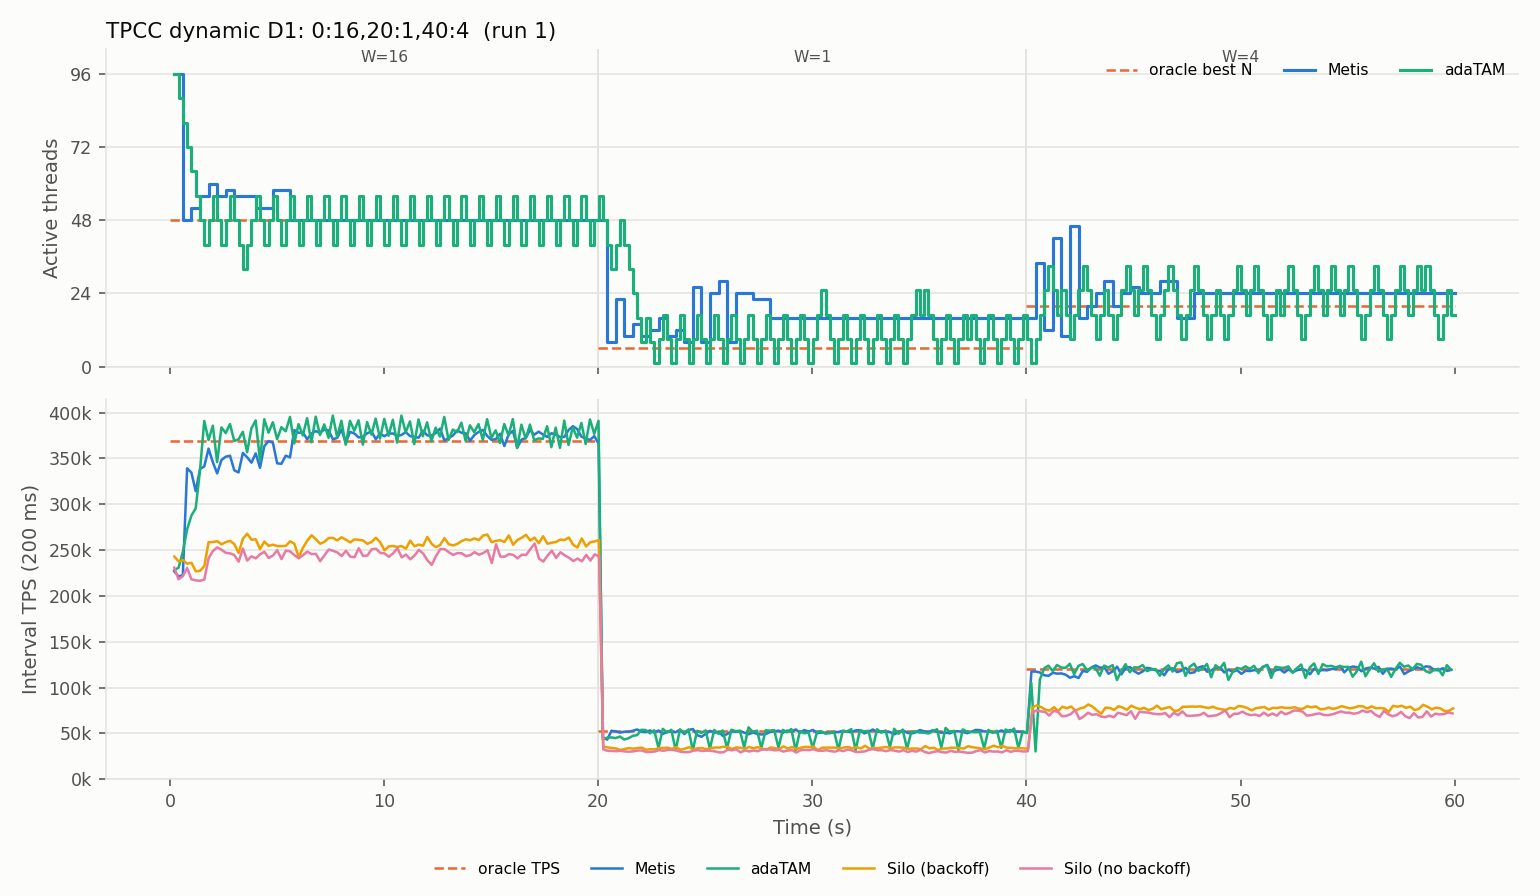 TPCC dynamic D1: 0:16,20:1,40:4 (run 1)
W=16
W=1
W=4
oracle best N
Metis
adaTAM
Active threads
96
72
48
24
0
Interval TPS (200 ms)
400k
350k
300k
250k
200k
150k
100k
50k
0k
0
10
20
30
40
50
60
Time (s)
oracle TPS
Metis
adaTAM
Silo (backoff)
Silo (no backoff)